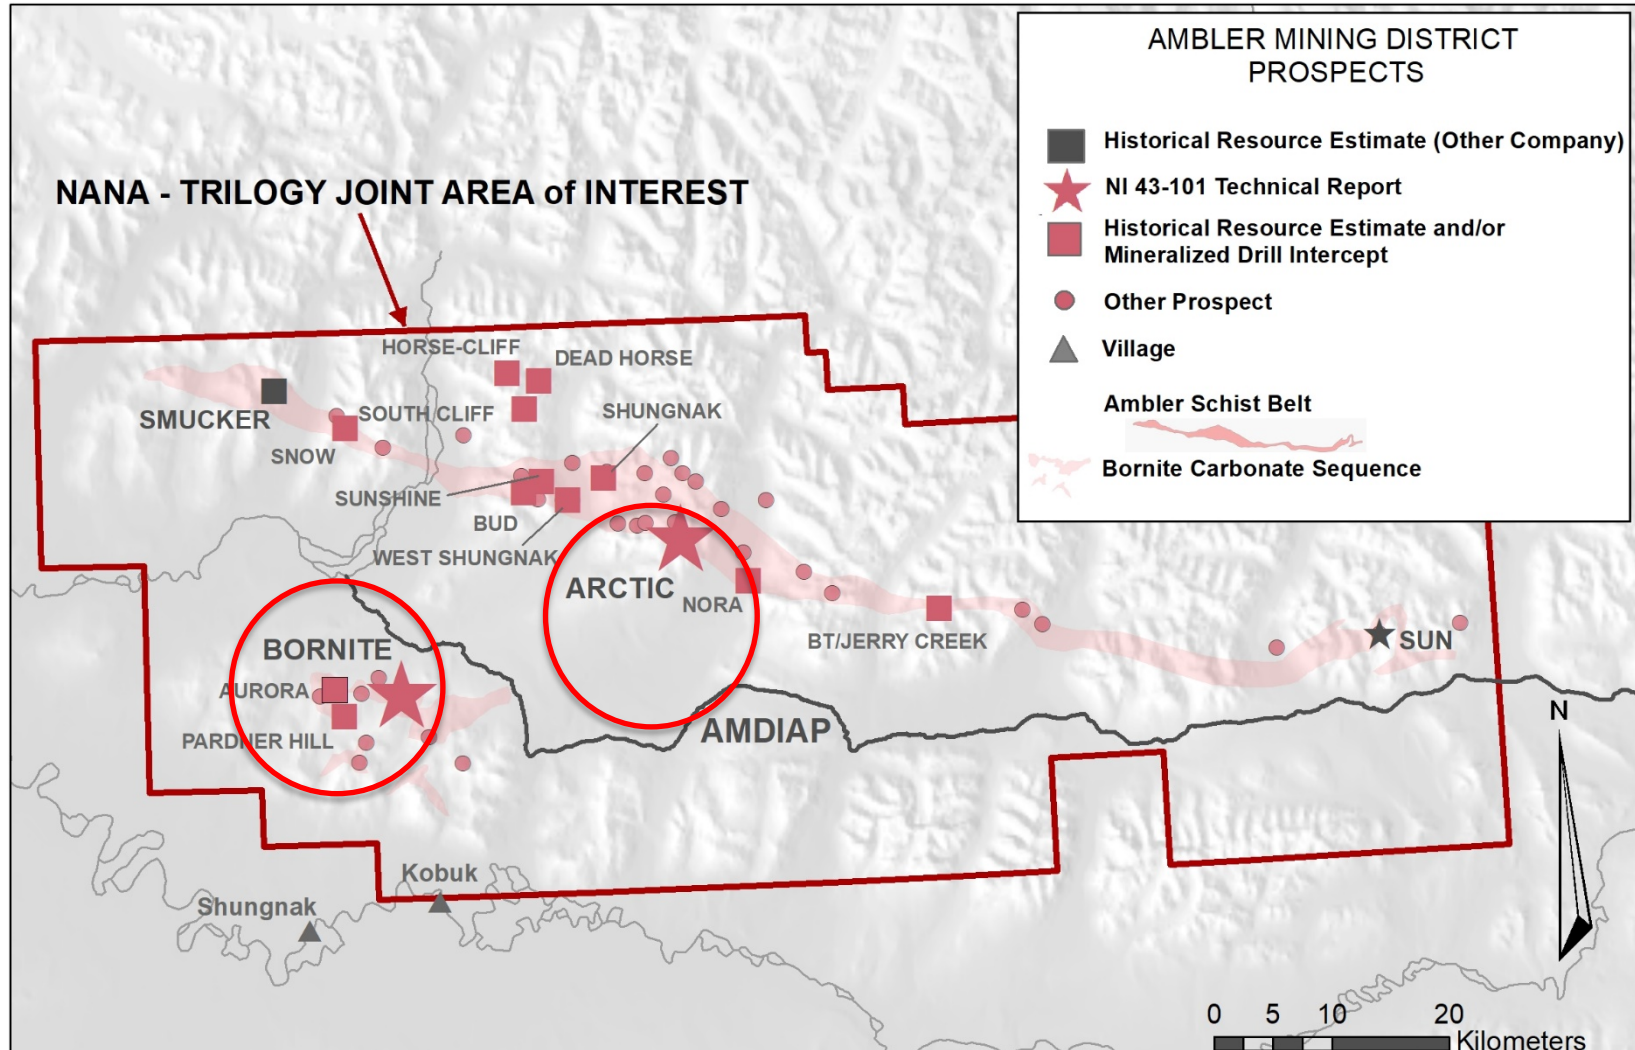 AMBLER MINING DISTRICT
PROSPECTS
Historical Resource Estimate (Other Company)
NI 43-101 Technical Report
Historical Resource Estimate and/or
Mineralized Drill Intercept
Other Prospect
Village
Ambler Schist Belt
Bornite Carbonate Sequence
NANA - TRILOGY JOINT AREA of INTEREST
HORSE-CLIFF
DEAD HORSE
SMUCKER
SOUTH CLIFF
SHUNGNAK
SNOW
SUNSHINE
BUD
WEST SHUNGNAK
ARCTIC
NORA
BT/JERRY CREEK
SUN
BORNITE
AURORA
PARDNER HILL
AMDIAP
N
Kobuk
Shungnak
0 5 10 20
Kilometers